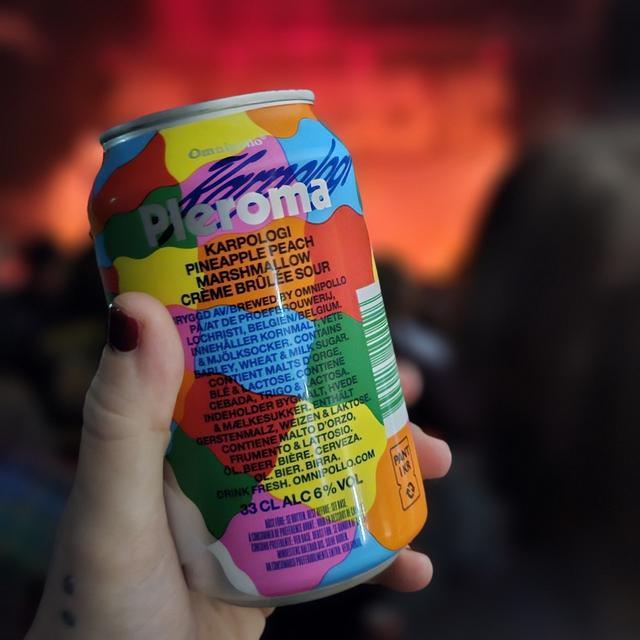 Omnipollo
Karpologi
Pleroma
KARPOLOGI
PINEAPPLE PEACH
MARSHMALLOW
CRÈME BRÛLÉE SOUR
BRYGGD AV/BREWED BY OMNIPOLLO
PÅ/AT DE PROEFBROUWERIJ,
LOCHRISTI, BELGIEN/BELGIUM.
INNEHÅLLER KORNMALT, VETE
& MJÖLKSOCKER. CONTAINS
BARLEY, WHEAT & MILK SUGAR.
CONTIENT MALTS D'ORGE,
BLÉ & LACTOSE. CONTIENE
CEBADA, TRIGO & LACTOSA.
INDEHOLDER BYGMALT, HVEDE
& MÆLKESUKKER. ENTHÄLT
GERSTENMALZ, WEIZEN & LAKTOSE.
CONTIENE MALTO D'ORZO,
FRUMENTO & LATTOSIO.
ÖL. BEER. BIÈRE. CERVEZA.
ØL. BIER. BIRRA.
DRINK FRESH. OMNIPOLLO.COM
33 CL ALC 6% VOL
PANT
1 KR